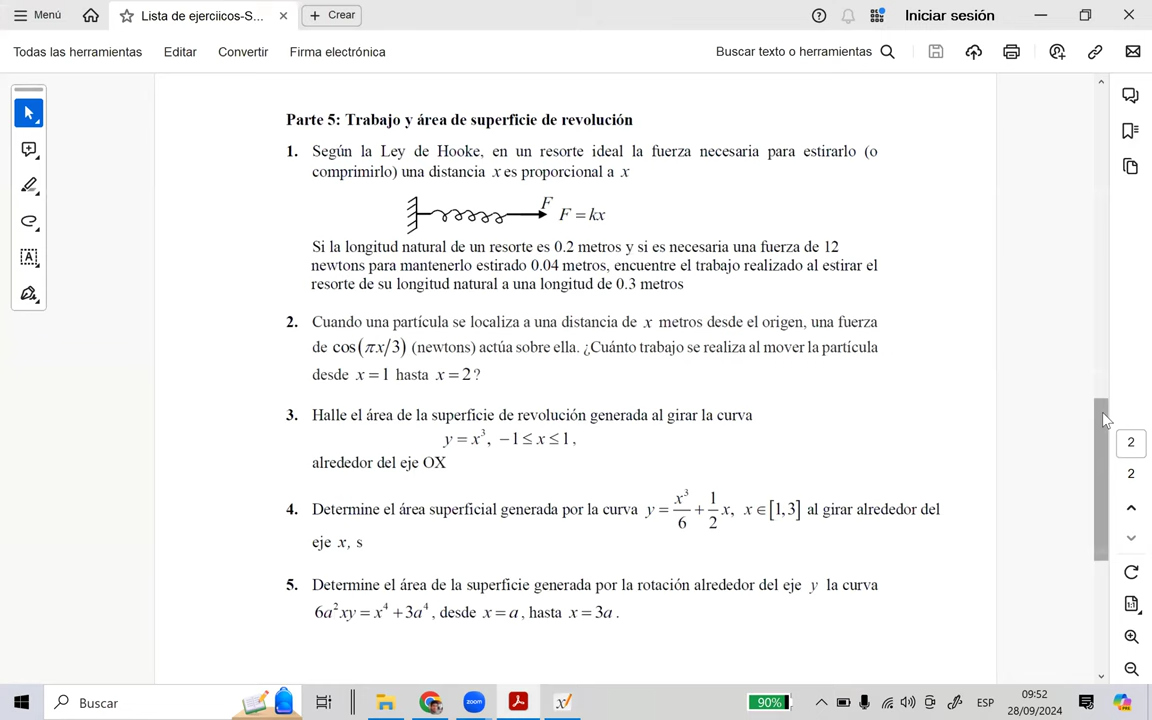 Menú
Lista de ejerciicos-S...
Crear
Iniciar sesión
Todas las herramientas Editar Convertir Firma electrónica
Buscar texto o herramientas
Parte 5: Trabajo y área de superficie de revolución
1. Según la Ley de Hooke, en un resorte ideal la fuerza necesaria para estirarlo (o
comprimirlo) una distancia x es proporcional a x
F
F = kx
Si la longitud natural de un resorte es 0.2 metros y si es necesaria una fuerza de 12
newtons para mantenerlo estirado 0.04 metros, encuentre el trabajo realizado al estirar el
resorte de su longitud natural a una longitud de 0.3 metros
2. Cuando una partícula se localiza a una distancia de x metros desde el origen, una fuerza
de cos(πx/3) (newtons) actúa sobre ella. ¿Cuánto trabajo se realiza al mover la partícula
desde x = 1 hasta x = 2?
3. Halle el área de la superficie de revolución generada al girar la curva
y = x³, −1 ≤ x ≤ 1,
alrededor del eje OX
4. Determine el área superficial generada por la curva y = x³/6 + 1/2 x, x ∈ [1,3] al girar alrededor del
eje x, s
5. Determine el área de la superficie generada por la rotación alrededor del eje y la curva
6a²xy = x⁴ + 3a⁴, desde x = a, hasta x = 3a.
2
2
1:1
Buscar
zoom
90%
ESP
09:52
28/09/2024